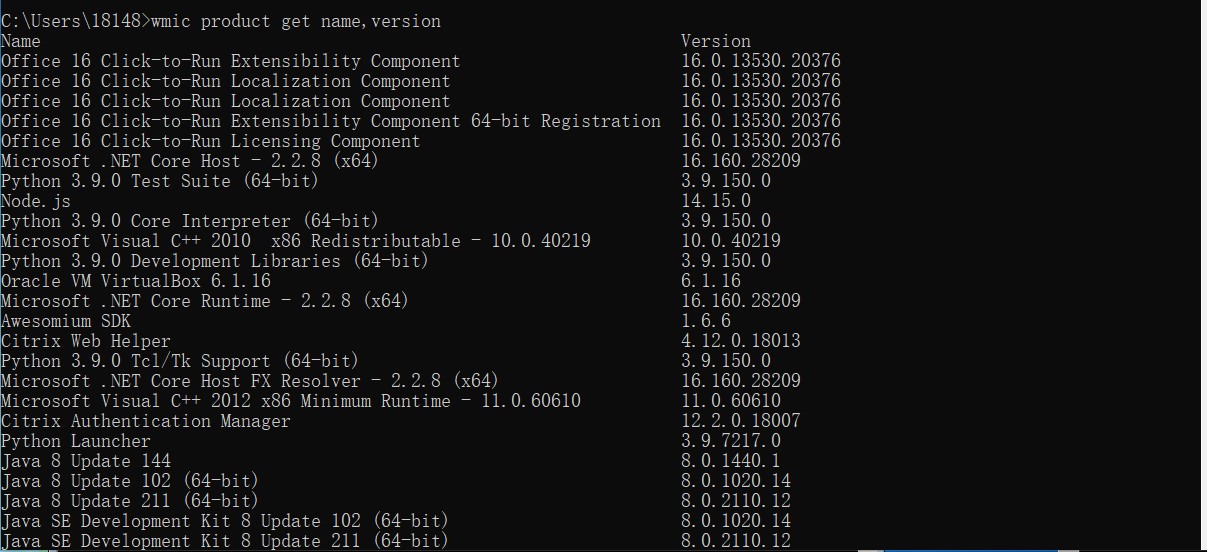 C:\Users\18148>wmic product get name,version
Name Version
Office 16 Click-to-Run Extensibility Component 16.0.13530.20376
Office 16 Click-to-Run Localization Component 16.0.13530.20376
Office 16 Click-to-Run Localization Component 16.0.13530.20376
Office 16 Click-to-Run Extensibility Component 64-bit Registration 16.0.13530.20376
Office 16 Click-to-Run Licensing Component 16.0.13530.20376
Microsoft .NET Core Host - 2.2.8 (x64) 16.160.28209
Python 3.9.0 Test Suite (64-bit) 3.9.150.0
Node.js 14.15.0
Python 3.9.0 Core Interpreter (64-bit) 3.9.150.0
Microsoft Visual C++ 2010  x86 Redistributable - 10.0.40219 10.0.40219
Python 3.9.0 Development Libraries (64-bit) 3.9.150.0
Oracle VM VirtualBox 6.1.16 6.1.16
Microsoft .NET Core Runtime - 2.2.8 (x64) 16.160.28209
Awesomium SDK 1.6.6
Citrix Web Helper 4.12.0.18013
Python 3.9.0 Tcl/Tk Support (64-bit) 3.9.150.0
Microsoft .NET Core Host FX Resolver - 2.2.8 (x64) 16.160.28209
Microsoft Visual C++ 2012 x86 Minimum Runtime - 11.0.60610 11.0.60610
Citrix Authentication Manager 12.2.0.18007
Python Launcher 3.9.7217.0
Java 8 Update 144 8.0.1440.1
Java 8 Update 102 (64-bit) 8.0.1020.14
Java 8 Update 211 (64-bit) 8.0.2110.12
Java SE Development Kit 8 Update 102 (64-bit) 8.0.1020.14
Java SE Development Kit 8 Update 211 (64-bit) 8.0.2110.12